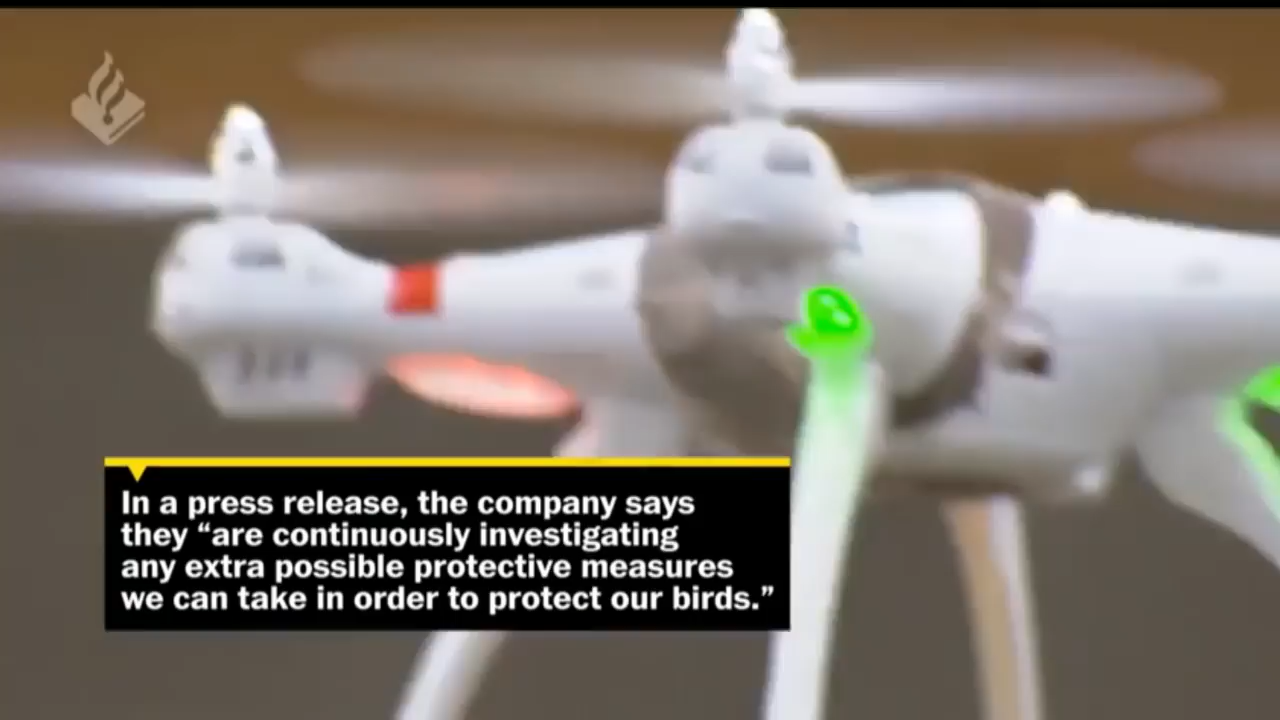 In a press release, the company says
they “are continuously investigating
any extra possible protective measures
we can take in order to protect our birds.”